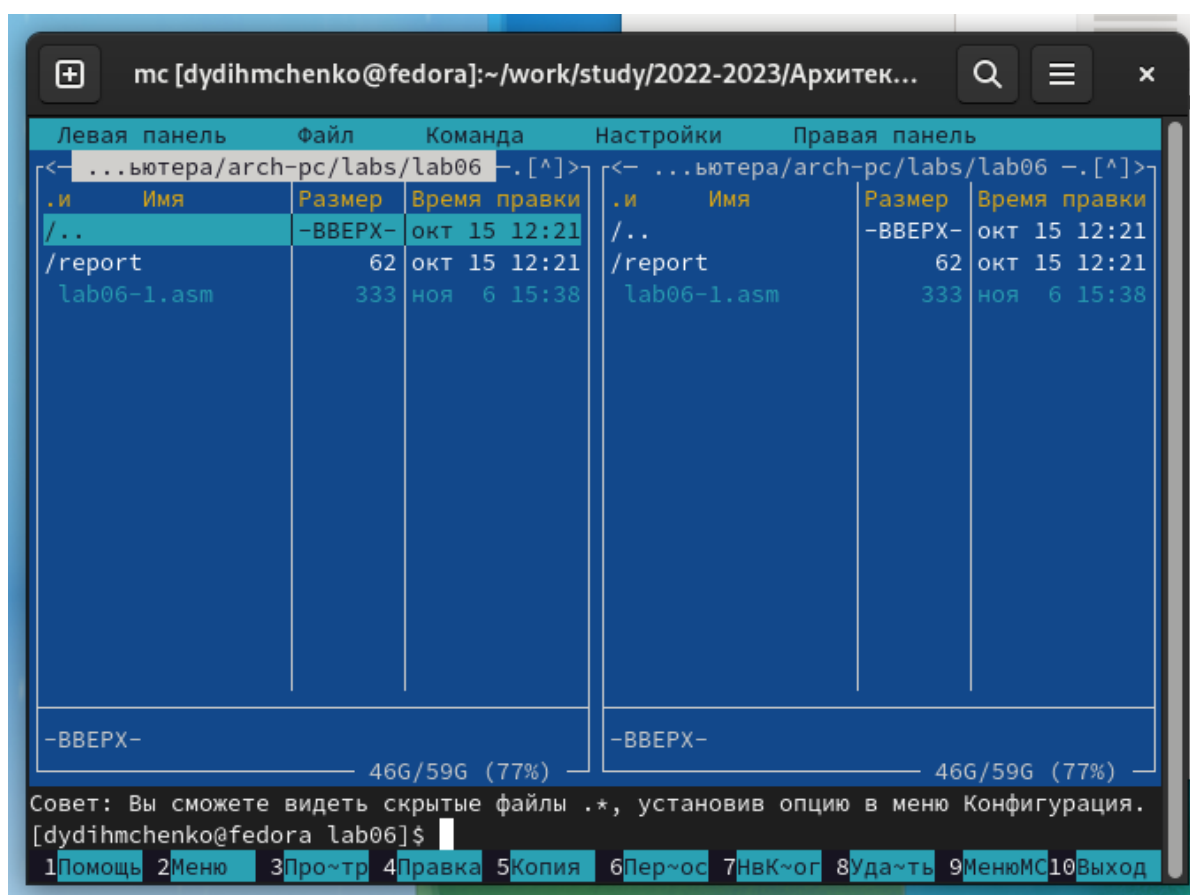 mc [dydihmchenko@fedora]:~/work/study/2022-2023/Архитек...
Левая панель Файл Команда Настройки Правая панель
<— ...ьютера/arch-pc/labs/lab06 —.[^]> <— ...ьютера/arch-pc/labs/lab06 —.[^]>
.и Имя Размер Время правки .и Имя Размер Время правки
/.. -ВВЕРХ- окт 15 12:21 /.. -ВВЕРХ- окт 15 12:21
/report 62 окт 15 12:21 /report 62 окт 15 12:21
lab06-1.asm 333 ноя 6 15:38 lab06-1.asm 333 ноя 6 15:38
-ВВЕРХ- -ВВЕРХ-
46G/59G (77%) 46G/59G (77%)
Совет: Вы сможете видеть скрытые файлы .*, установив опцию в меню Конфигурация.
[dydihmchenko@fedora lab06]$
1Помощь 2Меню 3Про~тр 4Правка 5Копия 6Пер~ос 7НвК~ог 8Уда~ть 9МенюMC10Выход